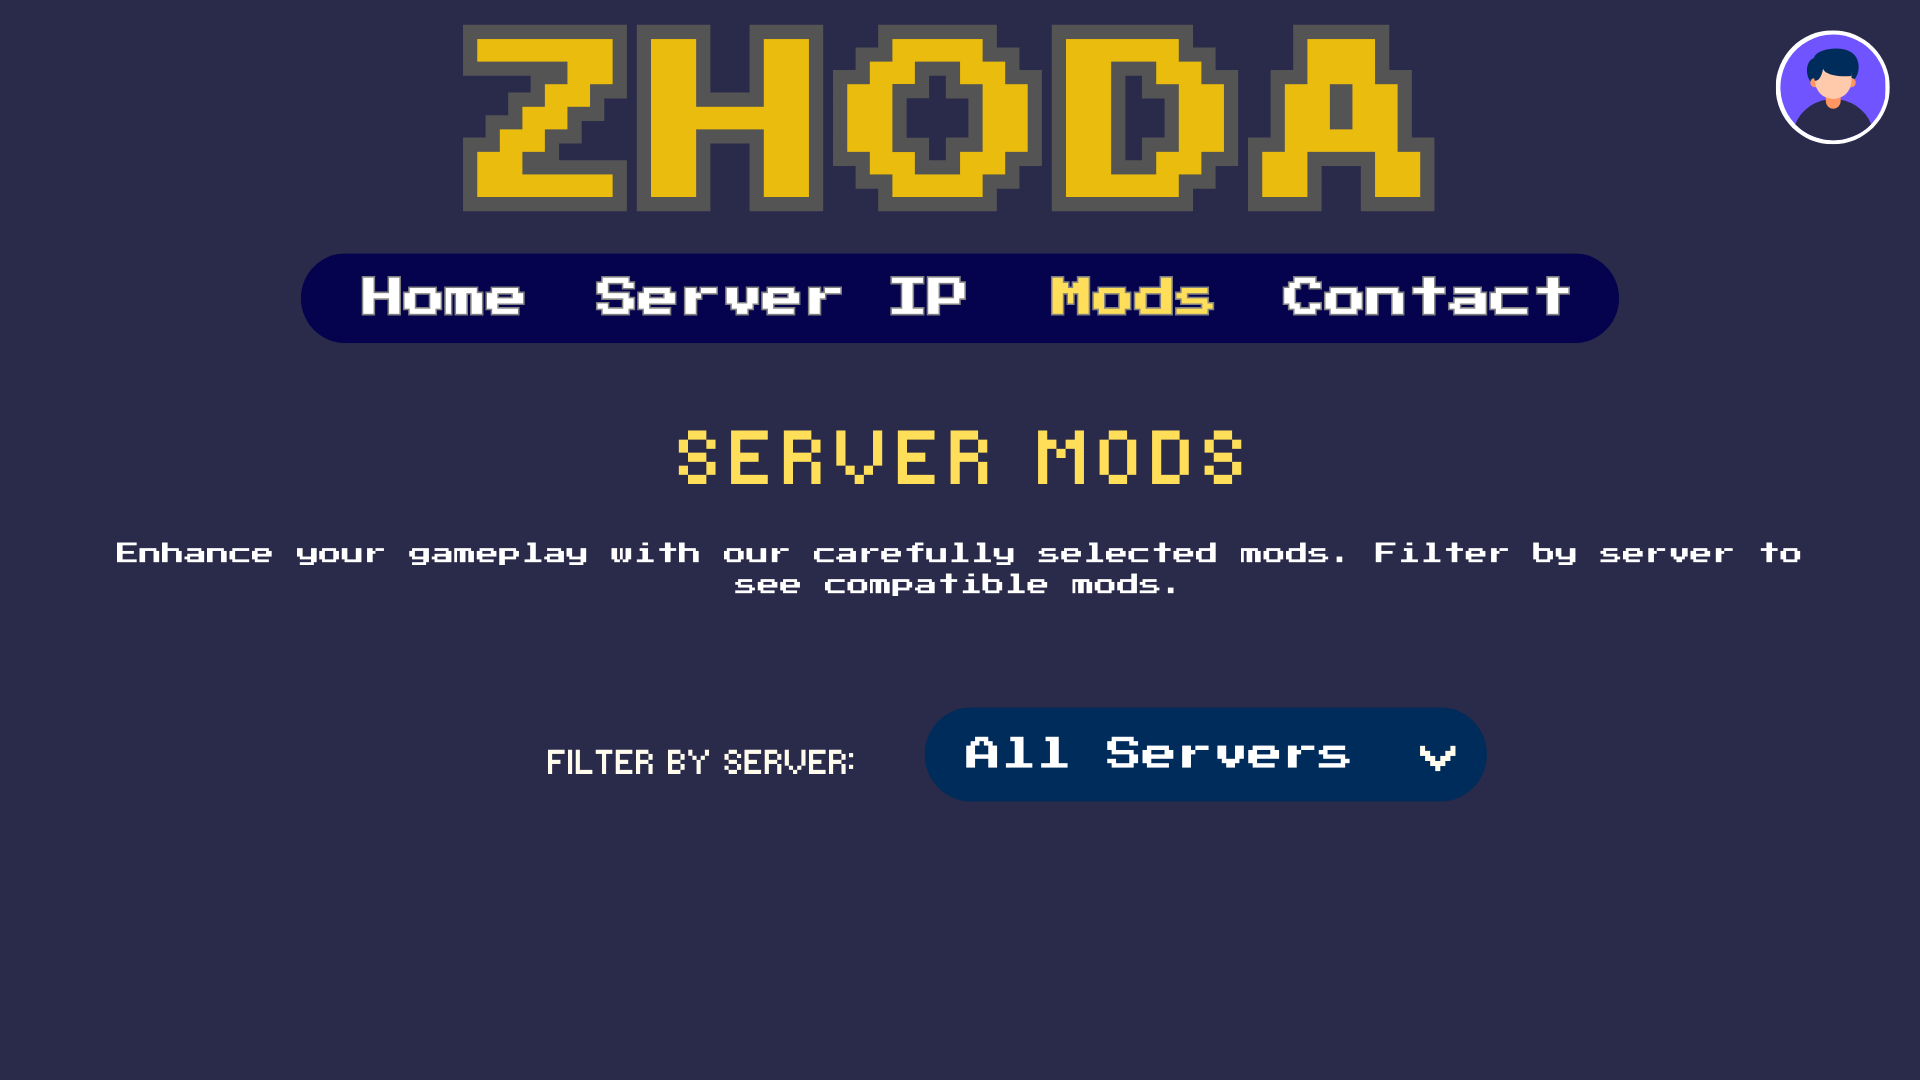 ZHODA
Home Server IP Mods Contact
SERVER MODS
Enhance your gameplay with our carefully selected mods. Filter by server to
see compatible mods.
FILTER BY SERVER: All Servers